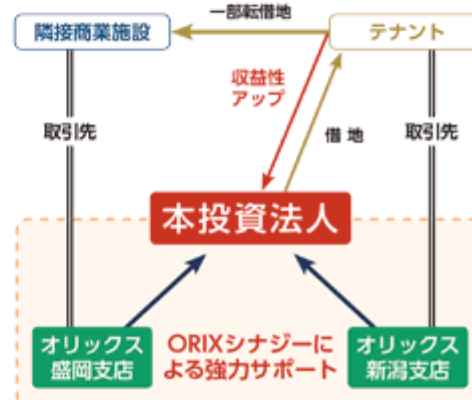 一部転借地
隣接商業施設
テナント
収益性
アップ
取引先
借地
取引先
本投資法人
オリックス
盛岡支店
ORIXシナジーに
よる強力サポート
オリックス
新潟支店